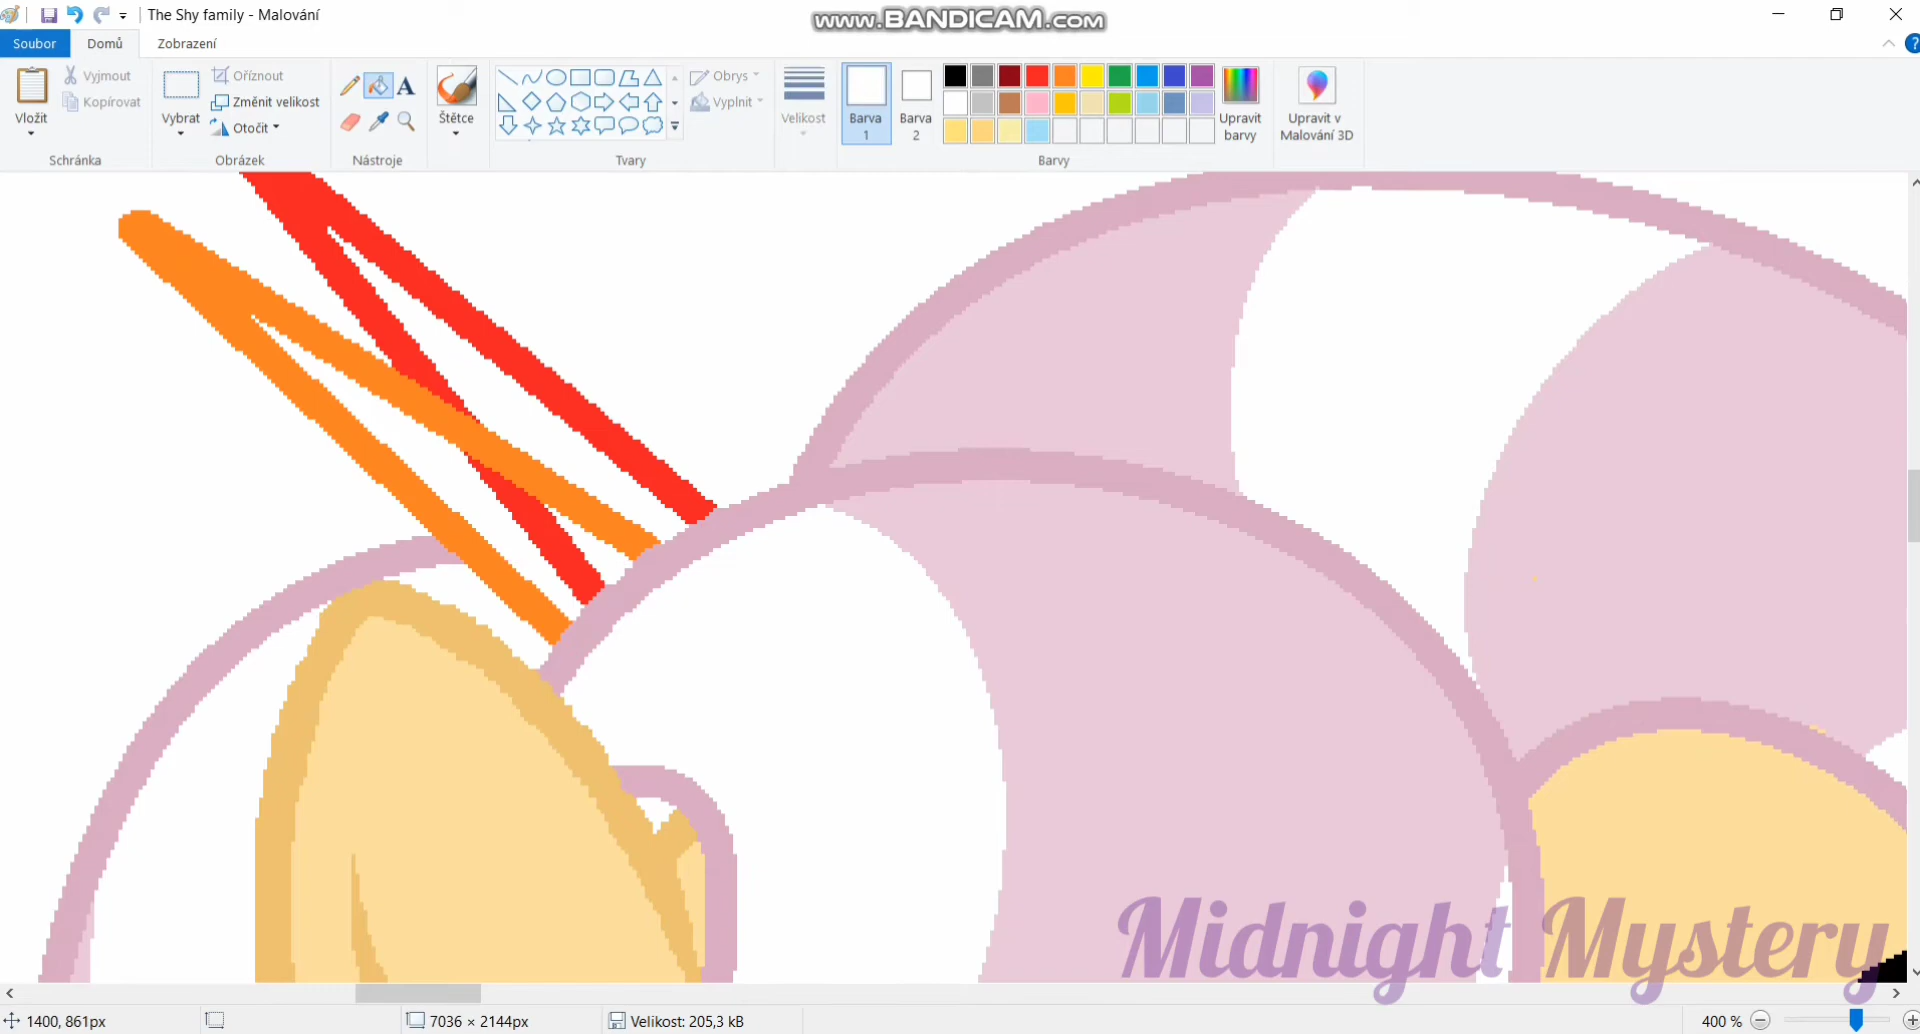 The Shy family - Malování
www.BANDICAM.com
Soubor
Domů
Zobrazení
Vložit
Vyjmout
Kopírovat
Schránka
Vybrat
Oříznout
Změnit velikost
Otočit
Obrázek
A
Nástroje
Štětce
Obrys
Vyplnit
Tvary
Velikost
Barva
1
Barva
2
Upravit
barvy
Barvy
Upravit v
Malování 3D
?
Midnight Mystery
1400, 861px
7036 × 2144px
Velikost: 205,3 kB
400 %